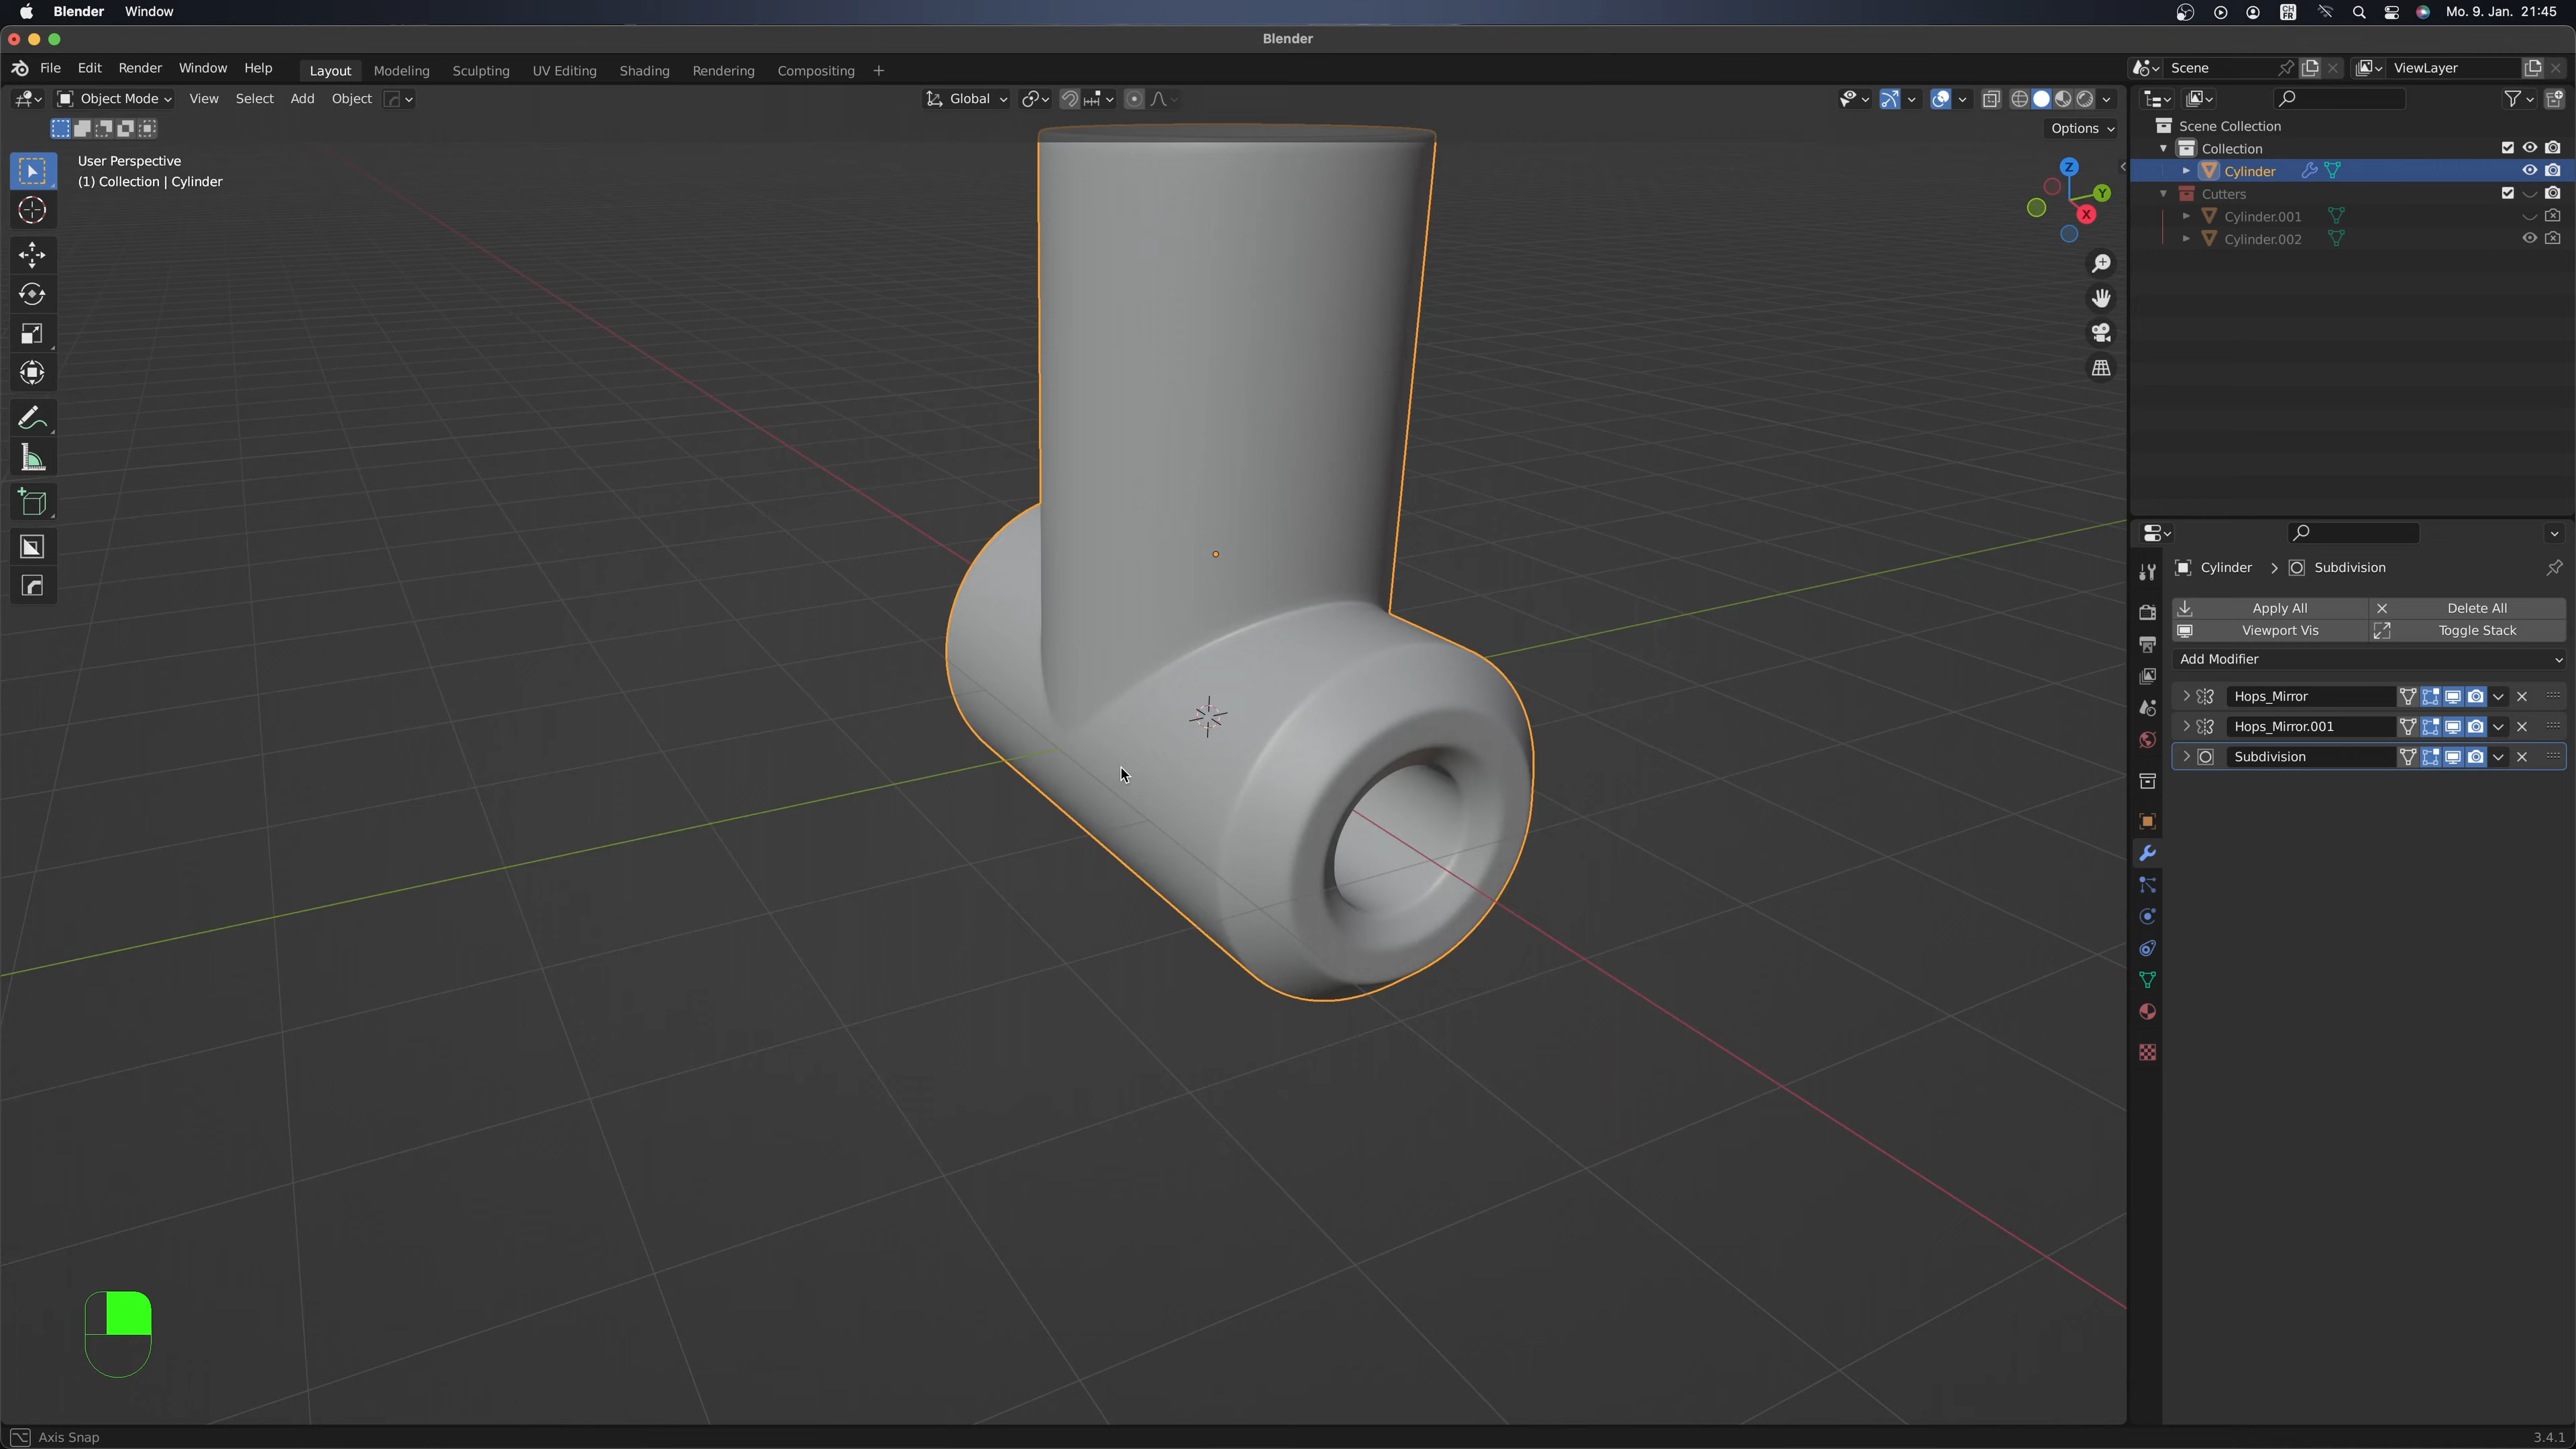 Blender Window
CH
FR
Mo. 9. Jan. 21:45
Blender
File Edit Render Window Help Layout Modeling Sculpting UV Editing Shading Rendering Compositing +
Scene
ViewLayer
Object Mode View Select Add Object
Global
Options
User Perspective
(1) Collection | Cylinder
Z
Y
X
Scene Collection
Collection
Cylinder
Cutters
Cylinder.001
Cylinder.002
Cylinder > Subdivision
Apply All
Delete All
Viewport Vis
Toggle Stack
Add Modifier
Hops_Mirror
Hops_Mirror.001
Subdivision
Axis Snap
3.4.1